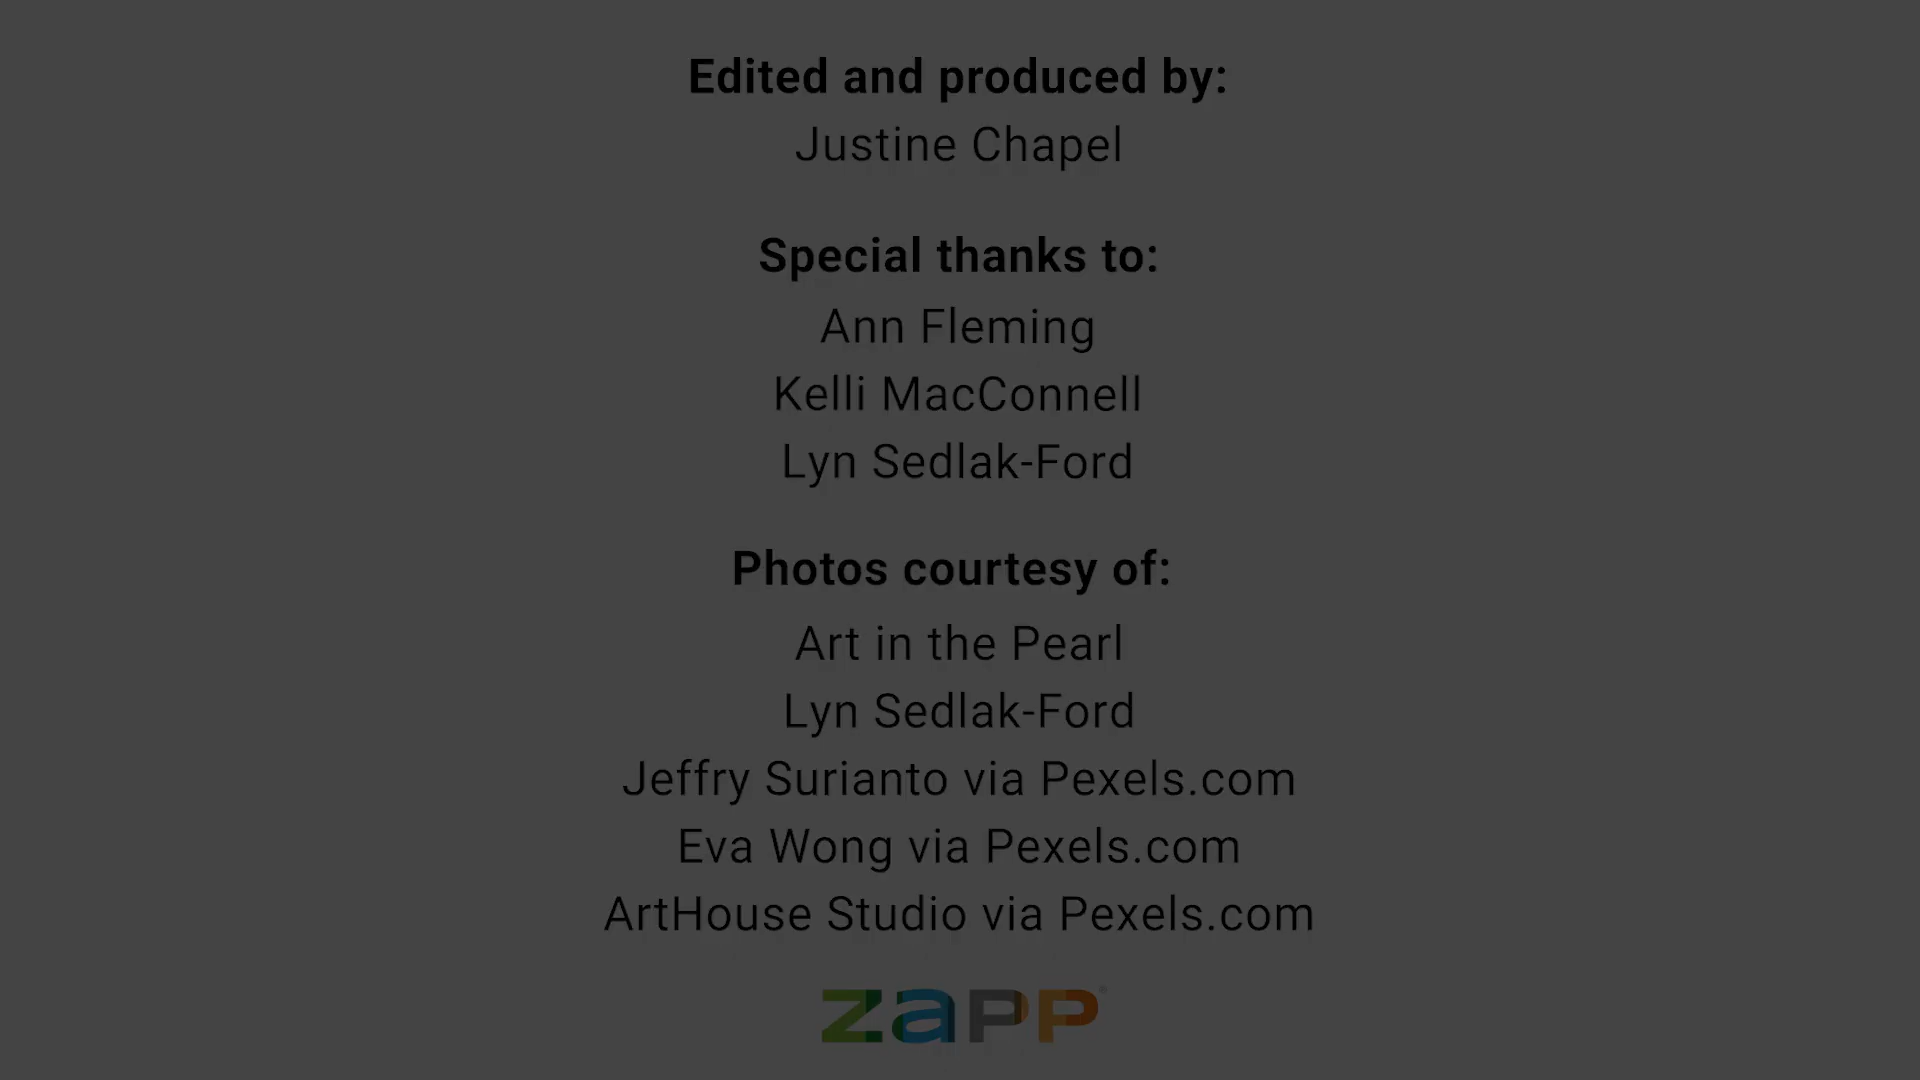 Edited and produced by:
Justine Chapel
Special thanks to:
Ann Fleming
Kelli MacConnell
Lyn Sedlak-Ford
Photos courtesy of:
Art in the Pearl
Lyn Sedlak-Ford
Jeffry Surianto via Pexels.com
Eva Wong via Pexels.com
ArtHouse Studio via Pexels.com
zapp®